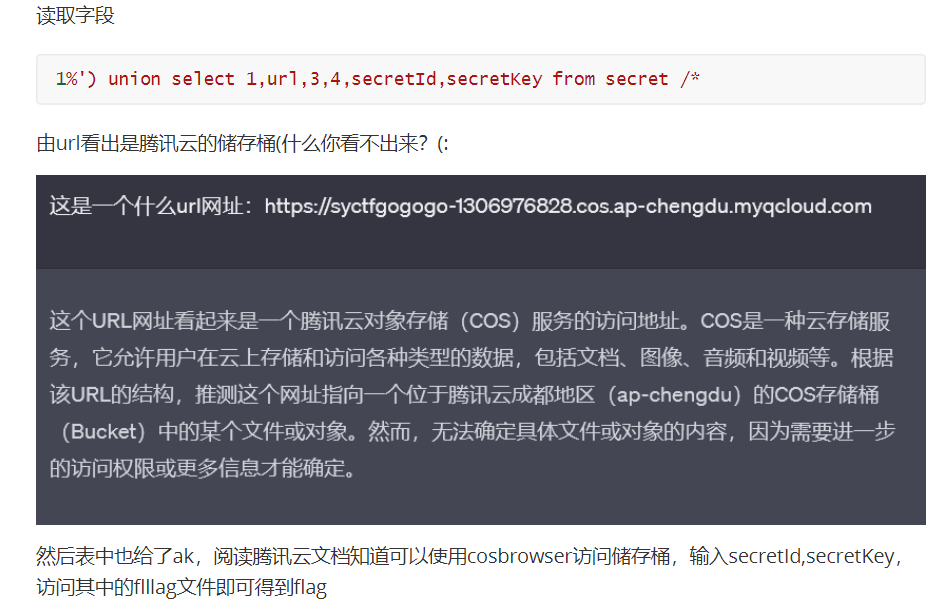 读取字段
1%') union select 1,url,3,4,secretId,secretKey from secret /*
由url看出是腾讯云的储存桶(什么你看不出来？(:
这是一个什么url网址：https://syctfgogogo-1306976828.cos.ap-chengdu.myqcloud.com
这个URL网址看起来是一个腾讯云对象存储（COS）服务的访问地址。COS是一种云存储服
务，它允许用户在云上存储和访问各种类型的数据，包括文档、图像、音频和视频等。根据
该URL的结构，推测这个网址指向一个位于腾讯云成都地区（ap-chengdu）的COS存储桶
（Bucket）中的某个文件或对象。然而，无法确定具体文件或对象的内容，因为需要进一步
的访问权限或更多信息才能确定。
然后表中也给了ak，阅读腾讯云文档知道可以使用cosbrowser访问储存桶，输入secretId,secretKey，
访问其中的flllag文件即可得到flag